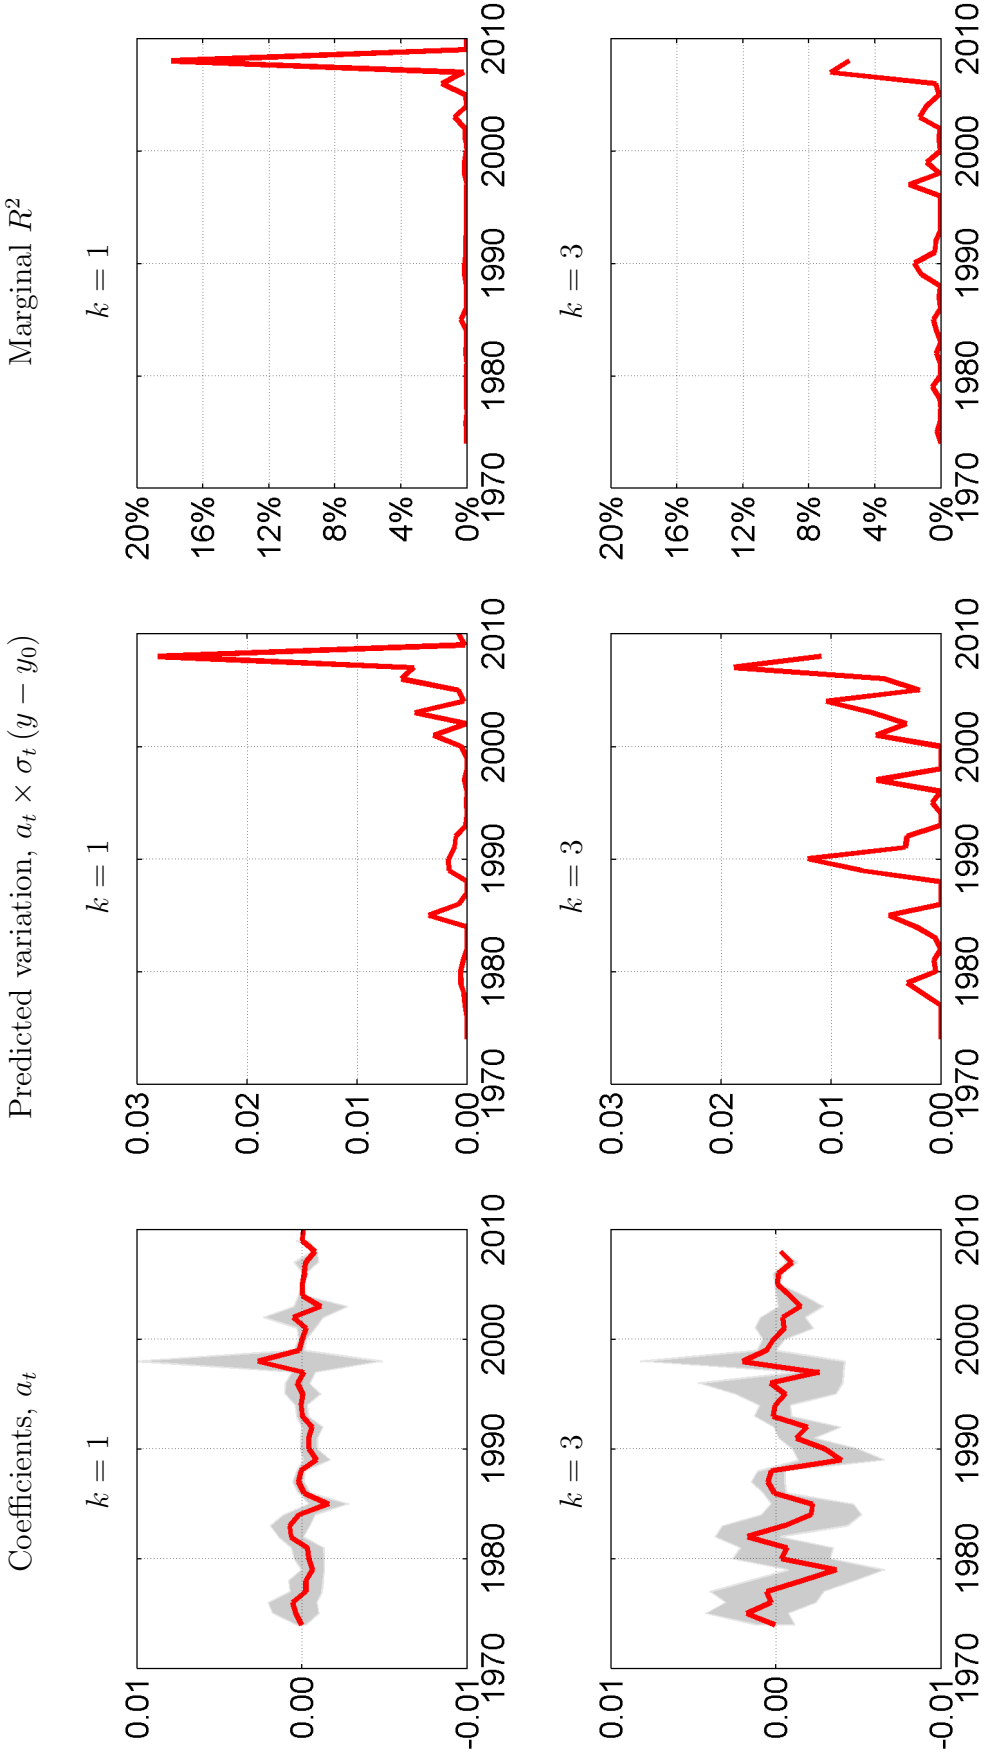 Coefficients, $a_t$
Predicted variation, $a_t \times \sigma_t (y - y_0)$
Marginal $R^2$
k = 1
0.01
0.00
-0.01
1970 1980 1990 2000 2010
k = 1
0.03
0.02
0.01
0.00
1970 1980 1990 2000 2010
k = 1
20%
16%
12%
8%
4%
0%
1970 1980 1990 2000 2010
k = 3
0.01
0.00
-0.01
1970 1980 1990 2000 2010
k = 3
0.03
0.02
0.01
0.00
1970 1980 1990 2000 2010
k = 3
20%
16%
12%
8%
4%
0%
1970 1980 1990 2000 2010